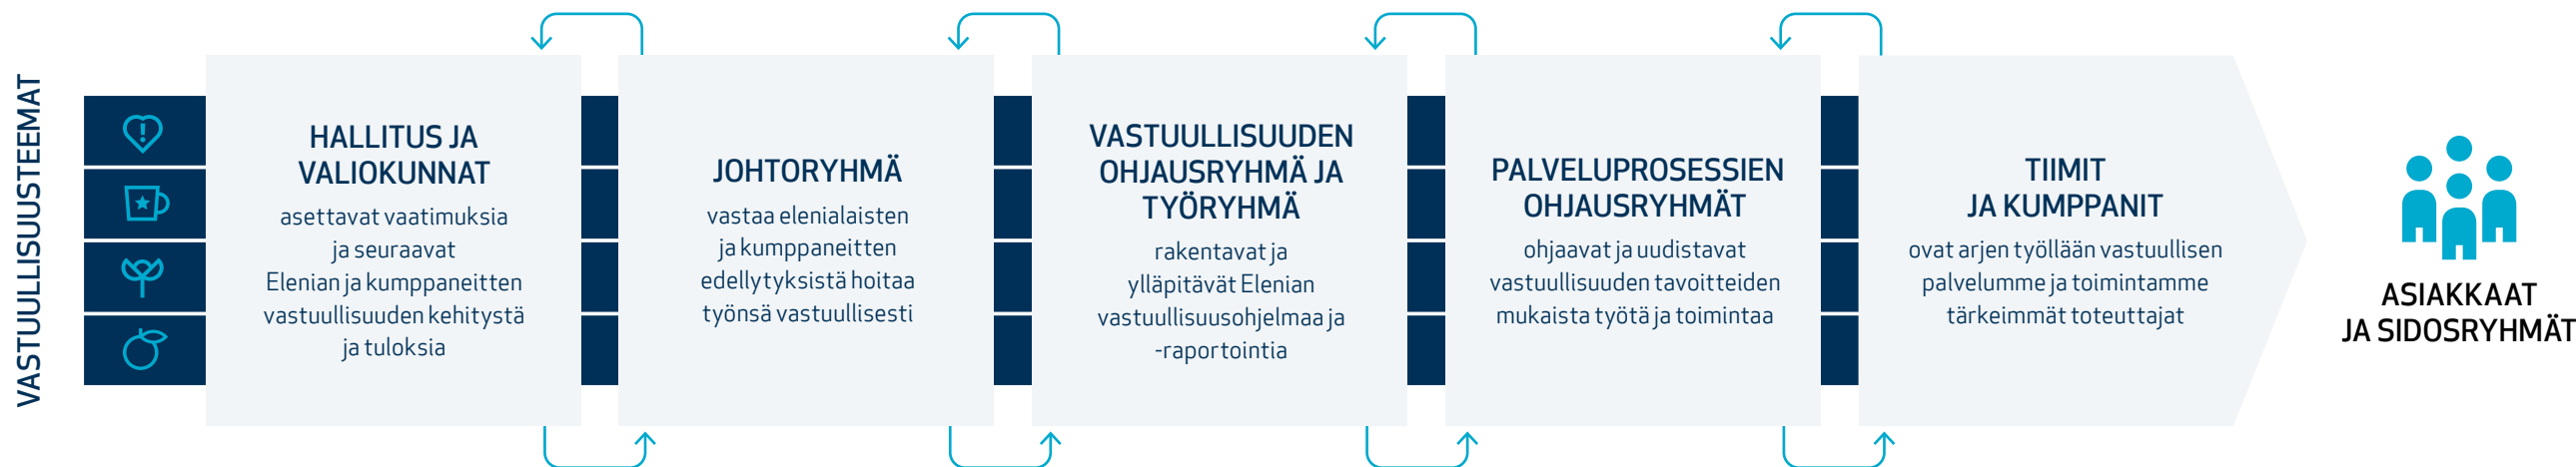 VASTUULLISUUSTEEMAT
HALLITUS JA
VALIOKUNNAT
asettavat vaatimuksia
ja seuraavat
Elenian ja kumppaneitten
vastuullisuuden kehitystä
ja tuloksia
JOHTORYHMÄ
vastaa elenialaisten
ja kumppaneitten
edellytyksistä hoitaa
työnsä vastuullisesti
VASTUULLISUUDEN
OHJAUSRYHMÄ JA
TYÖRYHMÄ
rakentavat ja
ylläpitävät Elenian
vastuullisuusohjelmaa ja
-raportointia
PALVELUPROSESSIEN
OHJAUSRYHMÄT
ohjaavat ja uudistavat
vastuullisuuden tavoitteiden
mukaista työtä ja toimintaa
TIIMIT
JA KUMPPANIT
ovat arjen työllään vastuullisen
palvelumme ja toimintamme
tärkeimmät toteuttajat
ASIAKKAAT
JA SIDOSRYHMÄT